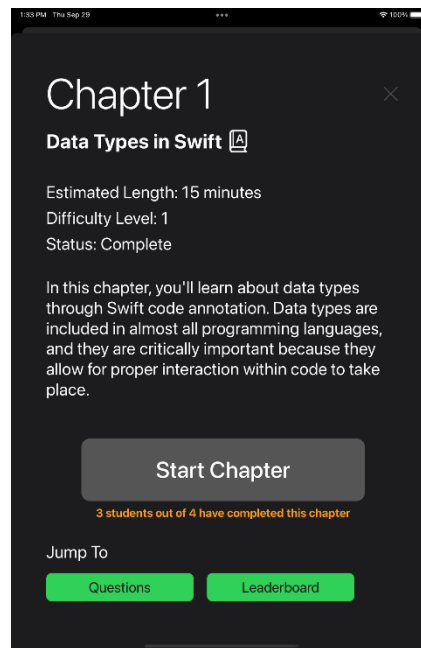 1:33 PM Thu Sep 29
100%
Chapter 1
Data Types in Swift
Estimated Length: 15 minutes
Difficulty Level: 1
Status: Complete
In this chapter, you'll learn about data types
through Swift code annotation. Data types are
included in almost all programming languages,
and they are critically important because they
allow for proper interaction within code to take
place.
Start Chapter
3 students out of 4 have completed this chapter
Jump To
Questions
Leaderboard